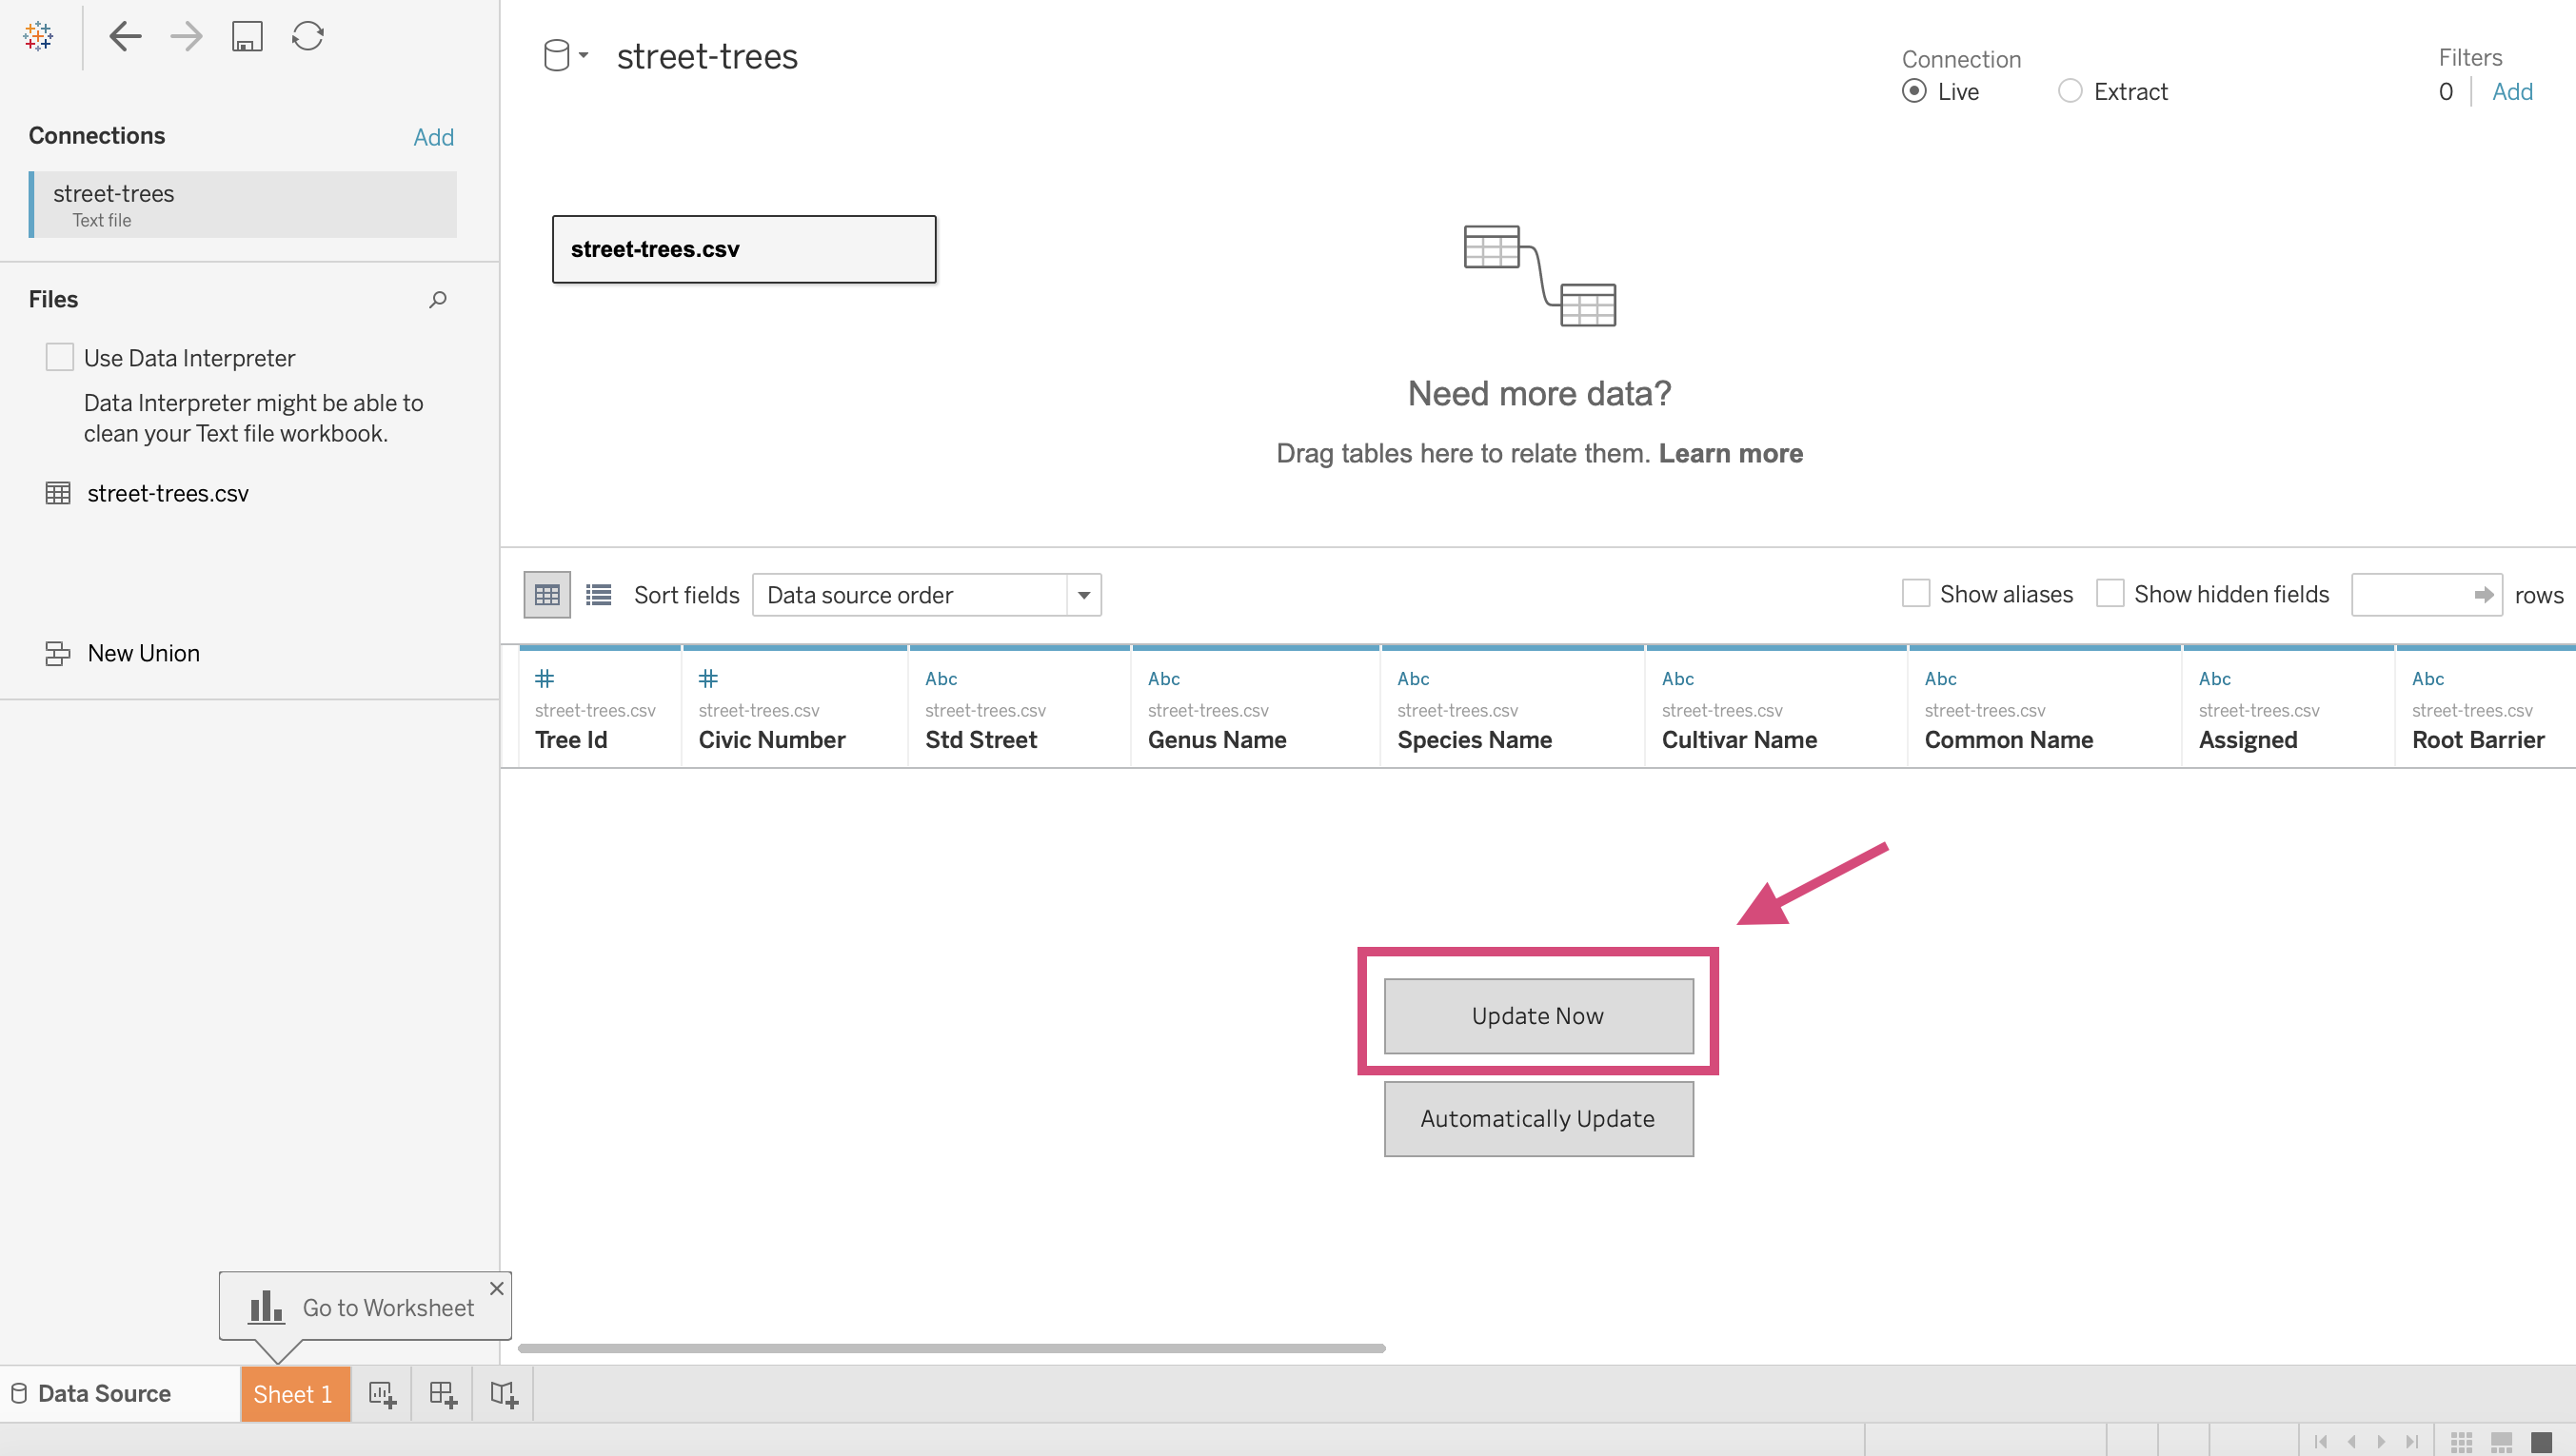 street-trees
Connection
Filters
Live
Extract
0
Add
Connections
Add
street-trees
Text file
street-trees.csv
Files
Use Data Interpreter
Data Interpreter might be able to
clean your Text file workbook.
Need more data?
Drag tables here to relate them. Learn more
street-trees.csv
Sort fields
Data source order
Show aliases
Show hidden fields
rows
New Union
Abc
Abc
Abc
Abc
Abc
Abc
Abc
street-trees.csv
street-trees.csv
street-trees.csv
street-trees.csv
street-trees.csv
street-trees.csv
street-trees.csv
street-trees.csv
street-trees.csv
Tree Id
Civic Number
Std Street
Genus Name
Species Name
Cultivar Name
Common Name
Assigned
Root Barrier
Update Now
Automatically Update
Go to Worksheet
Data Source
Sheet 1